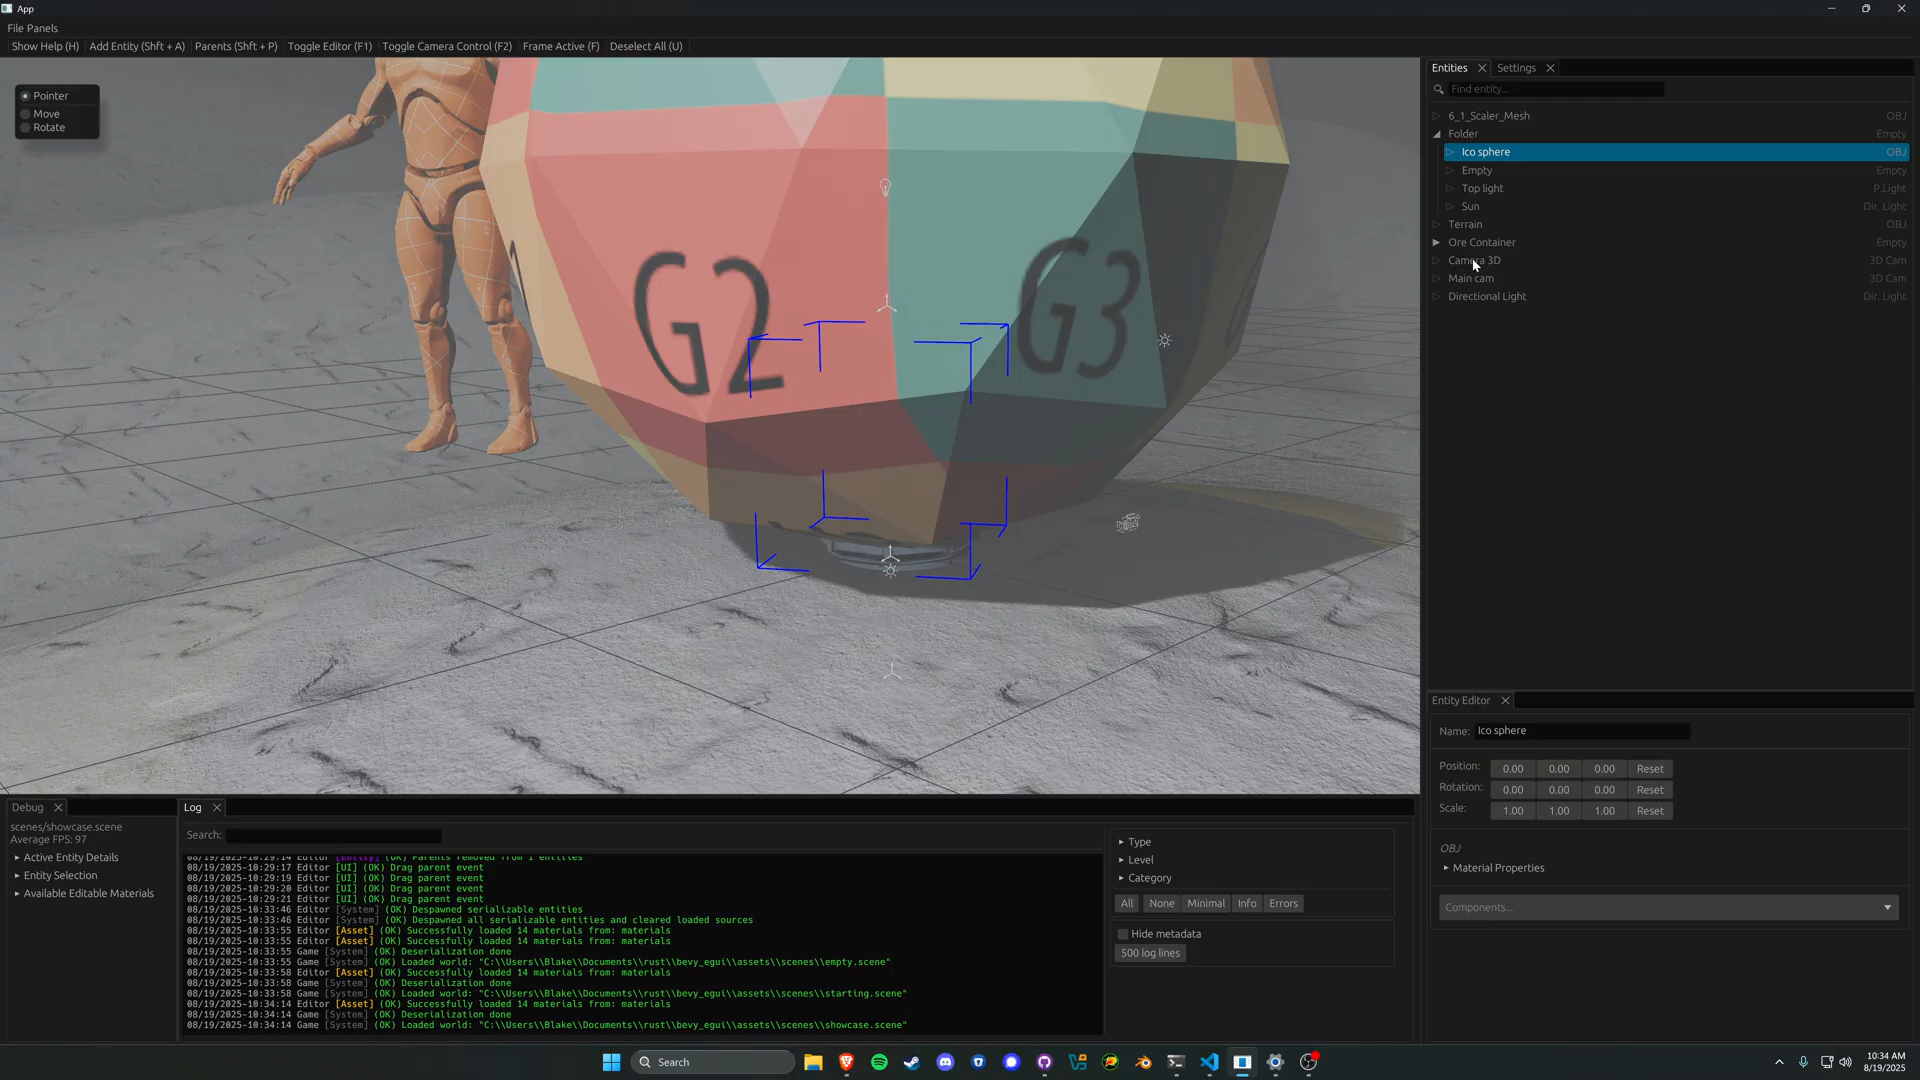 App
File Panels
Show Help (H) Add Entity (Shft + A) Parents (Shft + P) Toggle Editor (F1) Toggle Camera Control (F2) Frame Active (F) Deselect All (U)
Pointer
Move
Rotate
G2
G3
Entities Settings
Find entity...
6_1_Scaler_Mesh OBJ
Folder Empty
Ico sphere OBJ
Empty Empty
Top light P.Light
Sun Dir. Light
Terrain OBJ
Ore Container Empty
Camera 3D 3D Cam
Main cam 3D Cam
Directional Light Dir. Light
Entity Editor
Name: Ico sphere
Position: 0.00 0.00 0.00 Reset
Rotation: 0.00 0.00 0.00 Reset
Scale: 1.00 1.00 1.00 Reset
OBJ
Material Properties
Components...
Debug
scenes/showcase.scene
Average FPS: 97
Active Entity Details
Entity Selection
Available Editable Materials
Log
Search:
08/19/2025-10:29:14 Editor [Entity] (OK) Parents removed from 1 entities
08/19/2025-10:29:17 Editor [UI] (OK) Drag parent event
08/19/2025-10:29:19 Editor [UI] (OK) Drag parent event
08/19/2025-10:29:20 Editor [UI] (OK) Drag parent event
08/19/2025-10:29:21 Editor [UI] (OK) Drag parent event
08/19/2025-10:33:46 Editor [System] (OK) Despawned serializable entities
08/19/2025-10:33:46 Editor [System] (OK) Despawned all serializable entities and cleared loaded sources
08/19/2025-10:33:55 Editor [Asset] (OK) Successfully loaded 14 materials from: materials
08/19/2025-10:33:55 Editor [Asset] (OK) Successfully loaded 14 materials from: materials
08/19/2025-10:33:55 Game [System] (OK) Deserialization done
08/19/2025-10:33:55 Game [System] (OK) Loaded world: "C:\\Users\\Blake\\Documents\\rust\\bevy_egui\\assets\\scenes\\empty.scene"
08/19/2025-10:33:58 Editor [Asset] (OK) Successfully loaded 14 materials from: materials
08/19/2025-10:33:58 Game [System] (OK) Deserialization done
08/19/2025-10:33:58 Game [System] (OK) Loaded world: "C:\\Users\\Blake\\Documents\\rust\\bevy_egui\\assets\\scenes\\starting.scene"
08/19/2025-10:34:14 Editor [Asset] (OK) Successfully loaded 14 materials from: materials
08/19/2025-10:34:14 Game [System] (OK) Deserialization done
08/19/2025-10:34:14 Game [System] (OK) Loaded world: "C:\\Users\\Blake\\Documents\\rust\\bevy_egui\\assets\\scenes\\showcase.scene"
Type
Level
Category
All None Minimal Info Errors
Hide metadata
500 log lines
Search
10:34 AM
8/19/2025